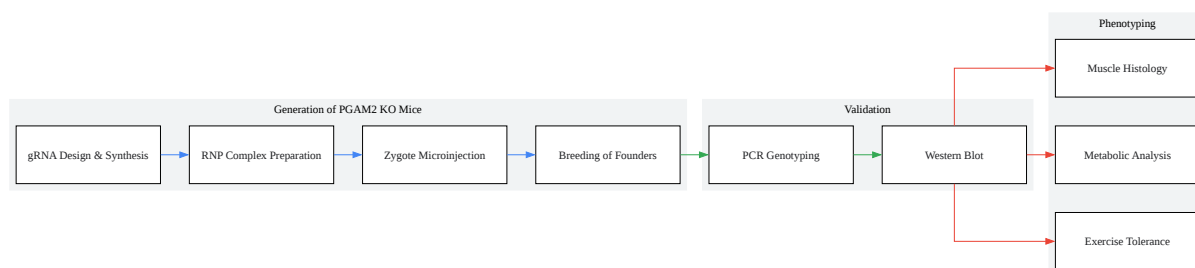 Phenotyping
Muscle Histology
Generation of PGAM2 KO Mice
Validation
gRNA Design & Synthesis
RNP Complex Preparation
Zygote Microinjection
Breeding of Founders
PCR Genotyping
Western Blot
Metabolic Analysis
Exercise Tolerance